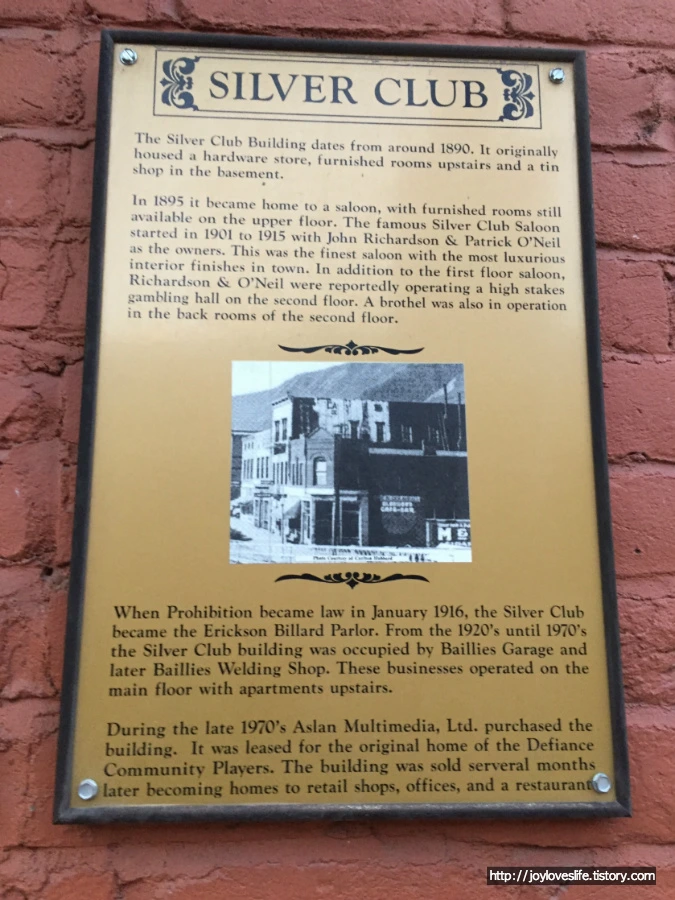 SILVER CLUB
The Silver Club Building dates from around 1890. It originally
housed a hardware store, furnished rooms upstairs and a tin
shop in the basement.
In 1895 it became home to a saloon, with furnished rooms still
available on the upper floor. The famous Silver Club Saloon
started in 1901 to 1915 with John Richardson & Patrick O'Neil
as the owners. This was the finest saloon with the most luxurious
interior finishes in town. In addition to the first floor saloon,
Richardson & O'Neil were reportedly operating a high stakes
gambling hall on the second floor. A brothel was also in operation
in the back rooms of the second floor.
CAFE-BAR
M &
When Prohibition became law in January 1916, the Silver Club
became the Erickson Billard Parlor. From the 1920's until 1970's
the Silver Club building was occupied by Baillies Garage and
later Baillies Welding Shop. These businesses operated on the
main floor with apartments upstairs.
During the late 1970's Aslan Multimedia, Ltd. purchased the
building. It was leased for the original home of the Defiance
Community Players. The building was sold serveral months
later becoming homes to retail shops, offices, and a restaurant
http://joyloveslife.tistory.com